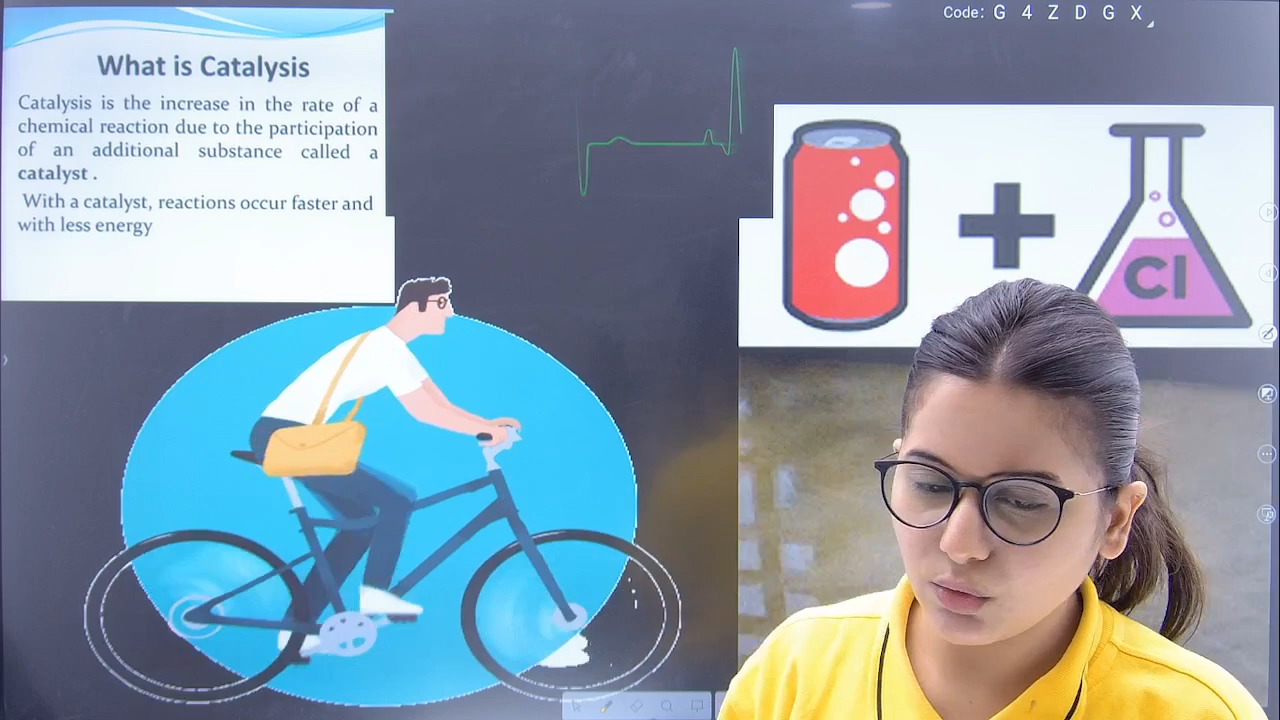 Code: G 4 Z D G X
What is Catalysis
Catalysis is the increase in the rate of a
chemical reaction due to the participation
of an additional substance called a
catalyst .
With a catalyst, reactions occur faster and
with less energy
Cl